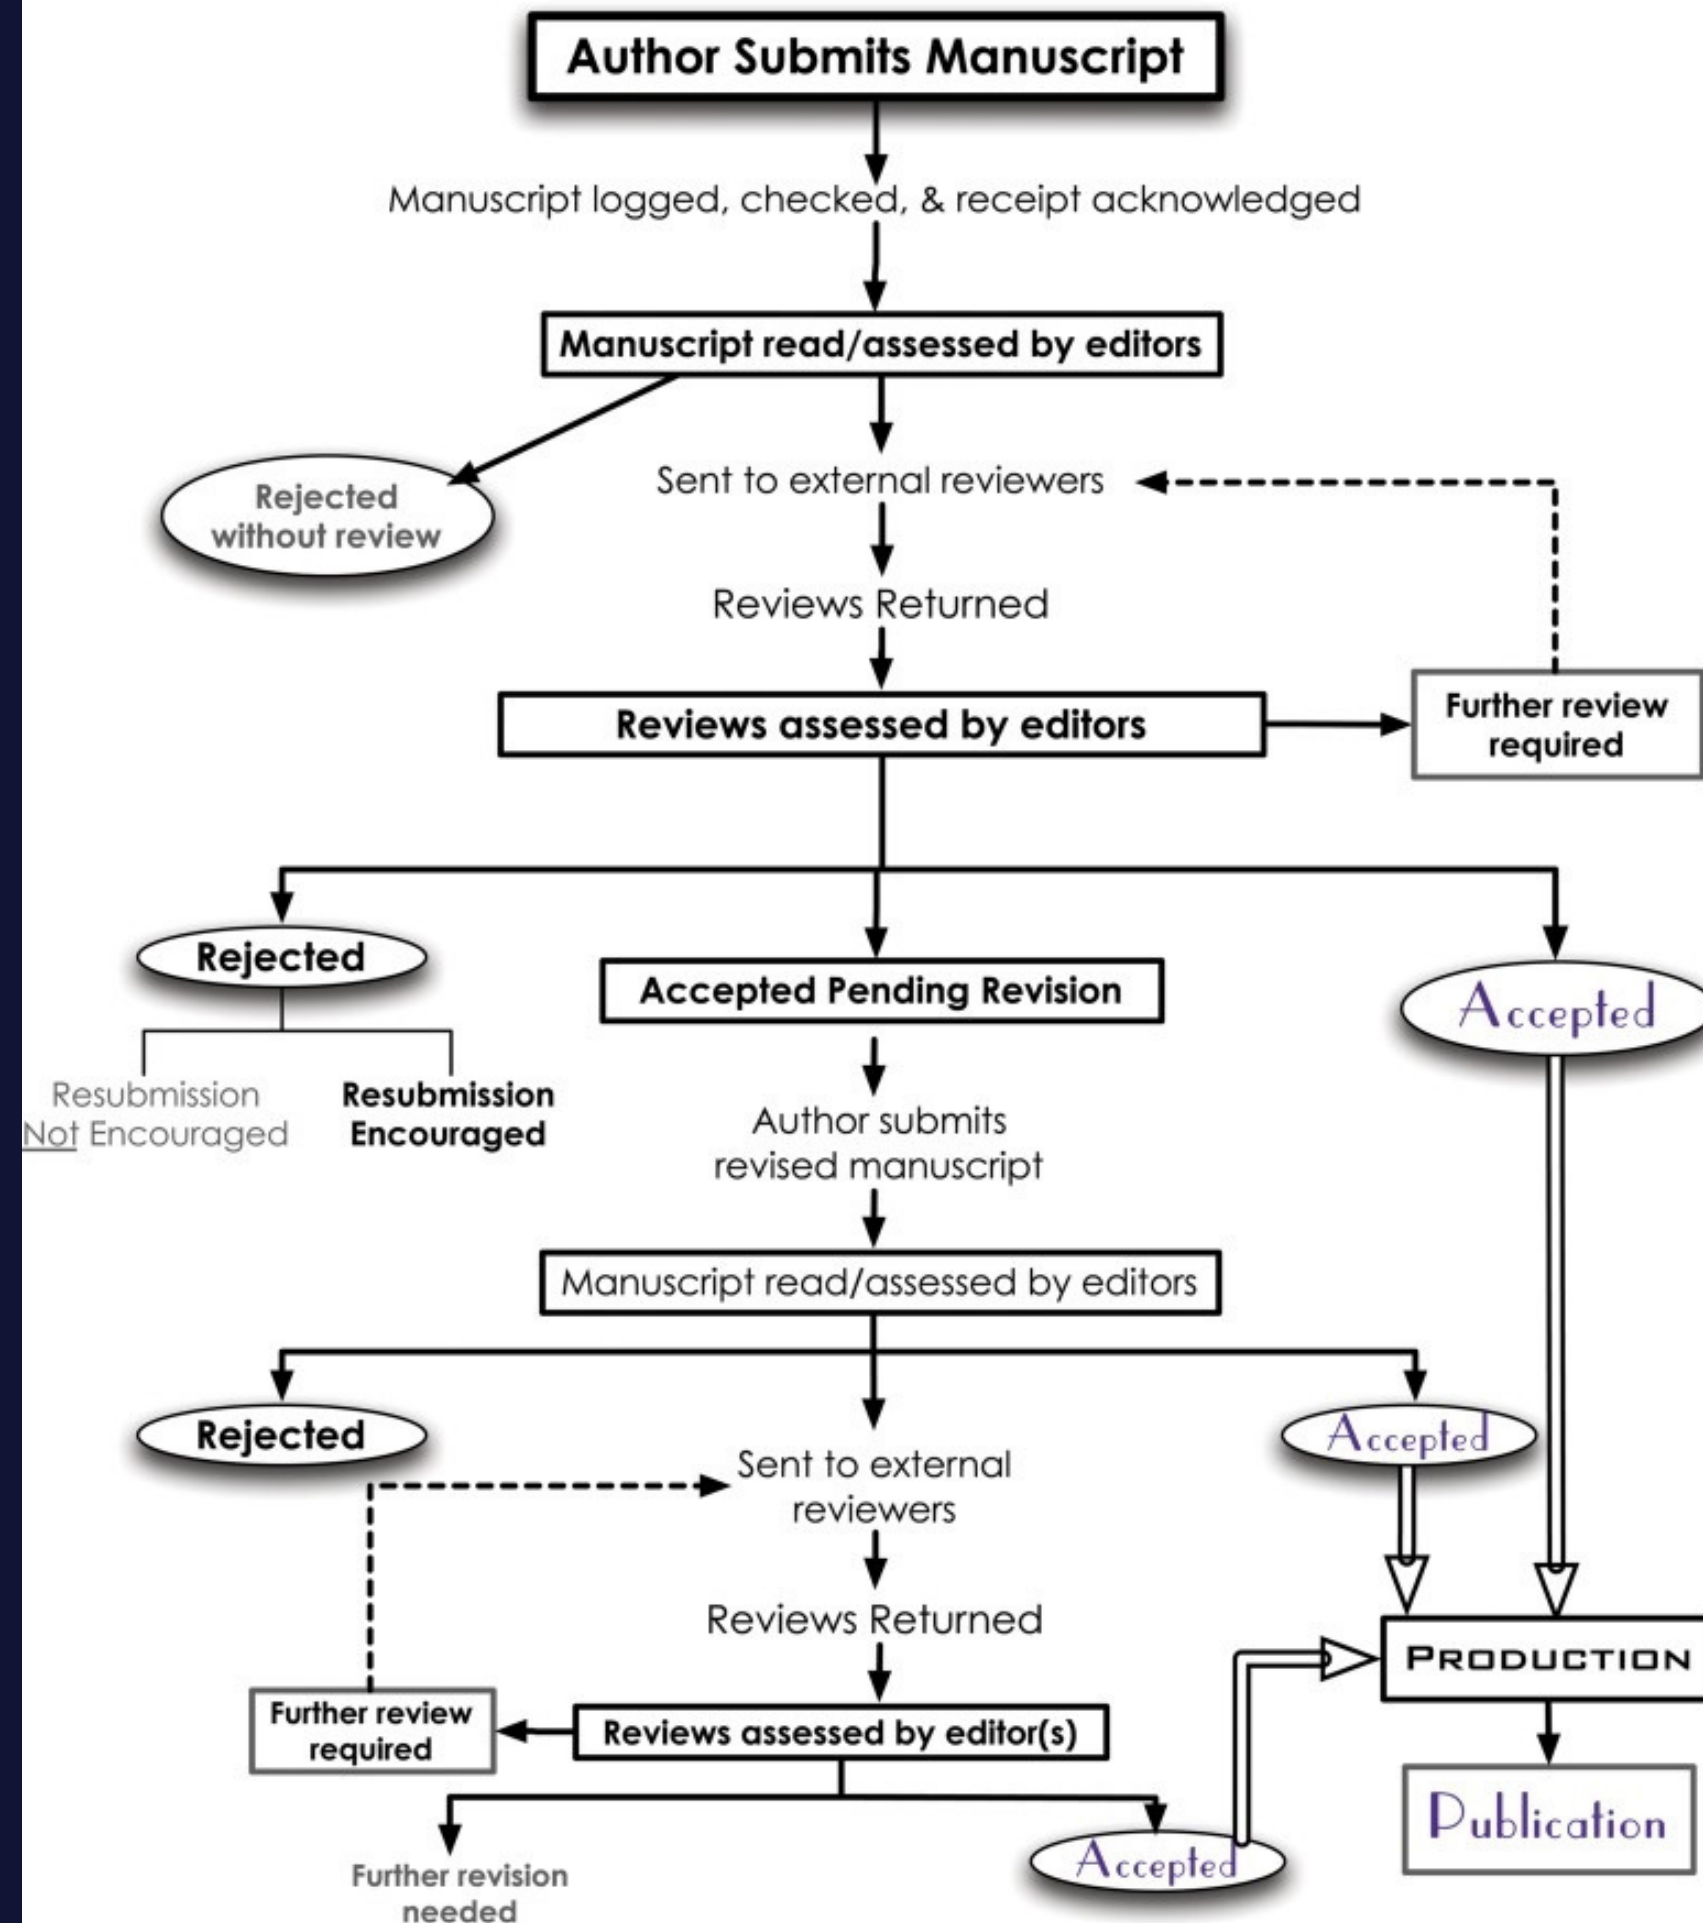 Author Submits Manuscript
Manuscript logged, checked, & receipt acknowledged
Manuscript read/assessed by editors
Rejected
without review
Sent to external reviewers
Reviews Returned
Reviews assessed by editors
Further review
required
Rejected
Accepted Pending Revision
Accepted
Resubmission
Not Encouraged
Resubmission
Encouraged
Author submits
revised manuscript
Manuscript read/assessed by editors
Rejected
Accepted
Sent to external
reviewers
Reviews Returned
PRODUCTION
Further review
required
Reviews assessed by editor(s)
Publication
Further revision
needed
Accepted